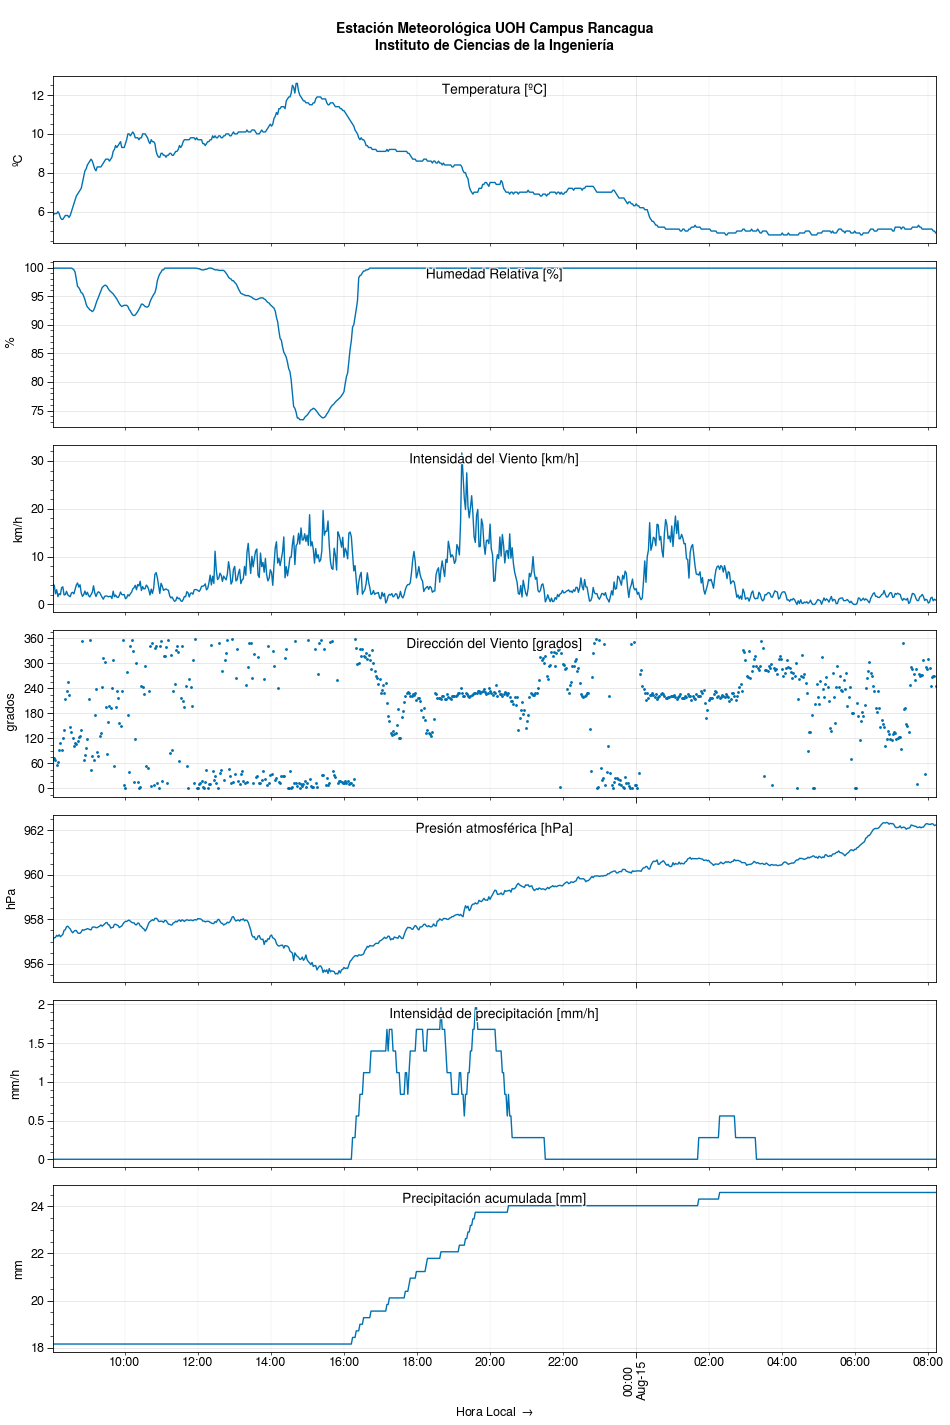 Estación Meteorológica UOH Campus Rancagua
Instituto de Ciencias de la Ingeniería
Temperatura [ºC]
12
10
8
6
ºC
Humedad Relativa [%]
100
95
90
85
80
75
%
Intensidad del Viento [km/h]
30
20
10
0
km/h
Dirección del Viento [grados]
360
300
240
180
120
60
0
grados
Presión atmosférica [hPa]
962
960
958
956
hPa
Intensidad de precipitación [mm/h]
2
1.5
1
0.5
0
mm/h
Precipitación acumulada [mm]
24
22
20
18
mm
10:00 12:00 14:00 16:00 18:00 20:00 22:00 00:00 02:00 04:00 06:00 08:00
Aug-15
Hora Local →